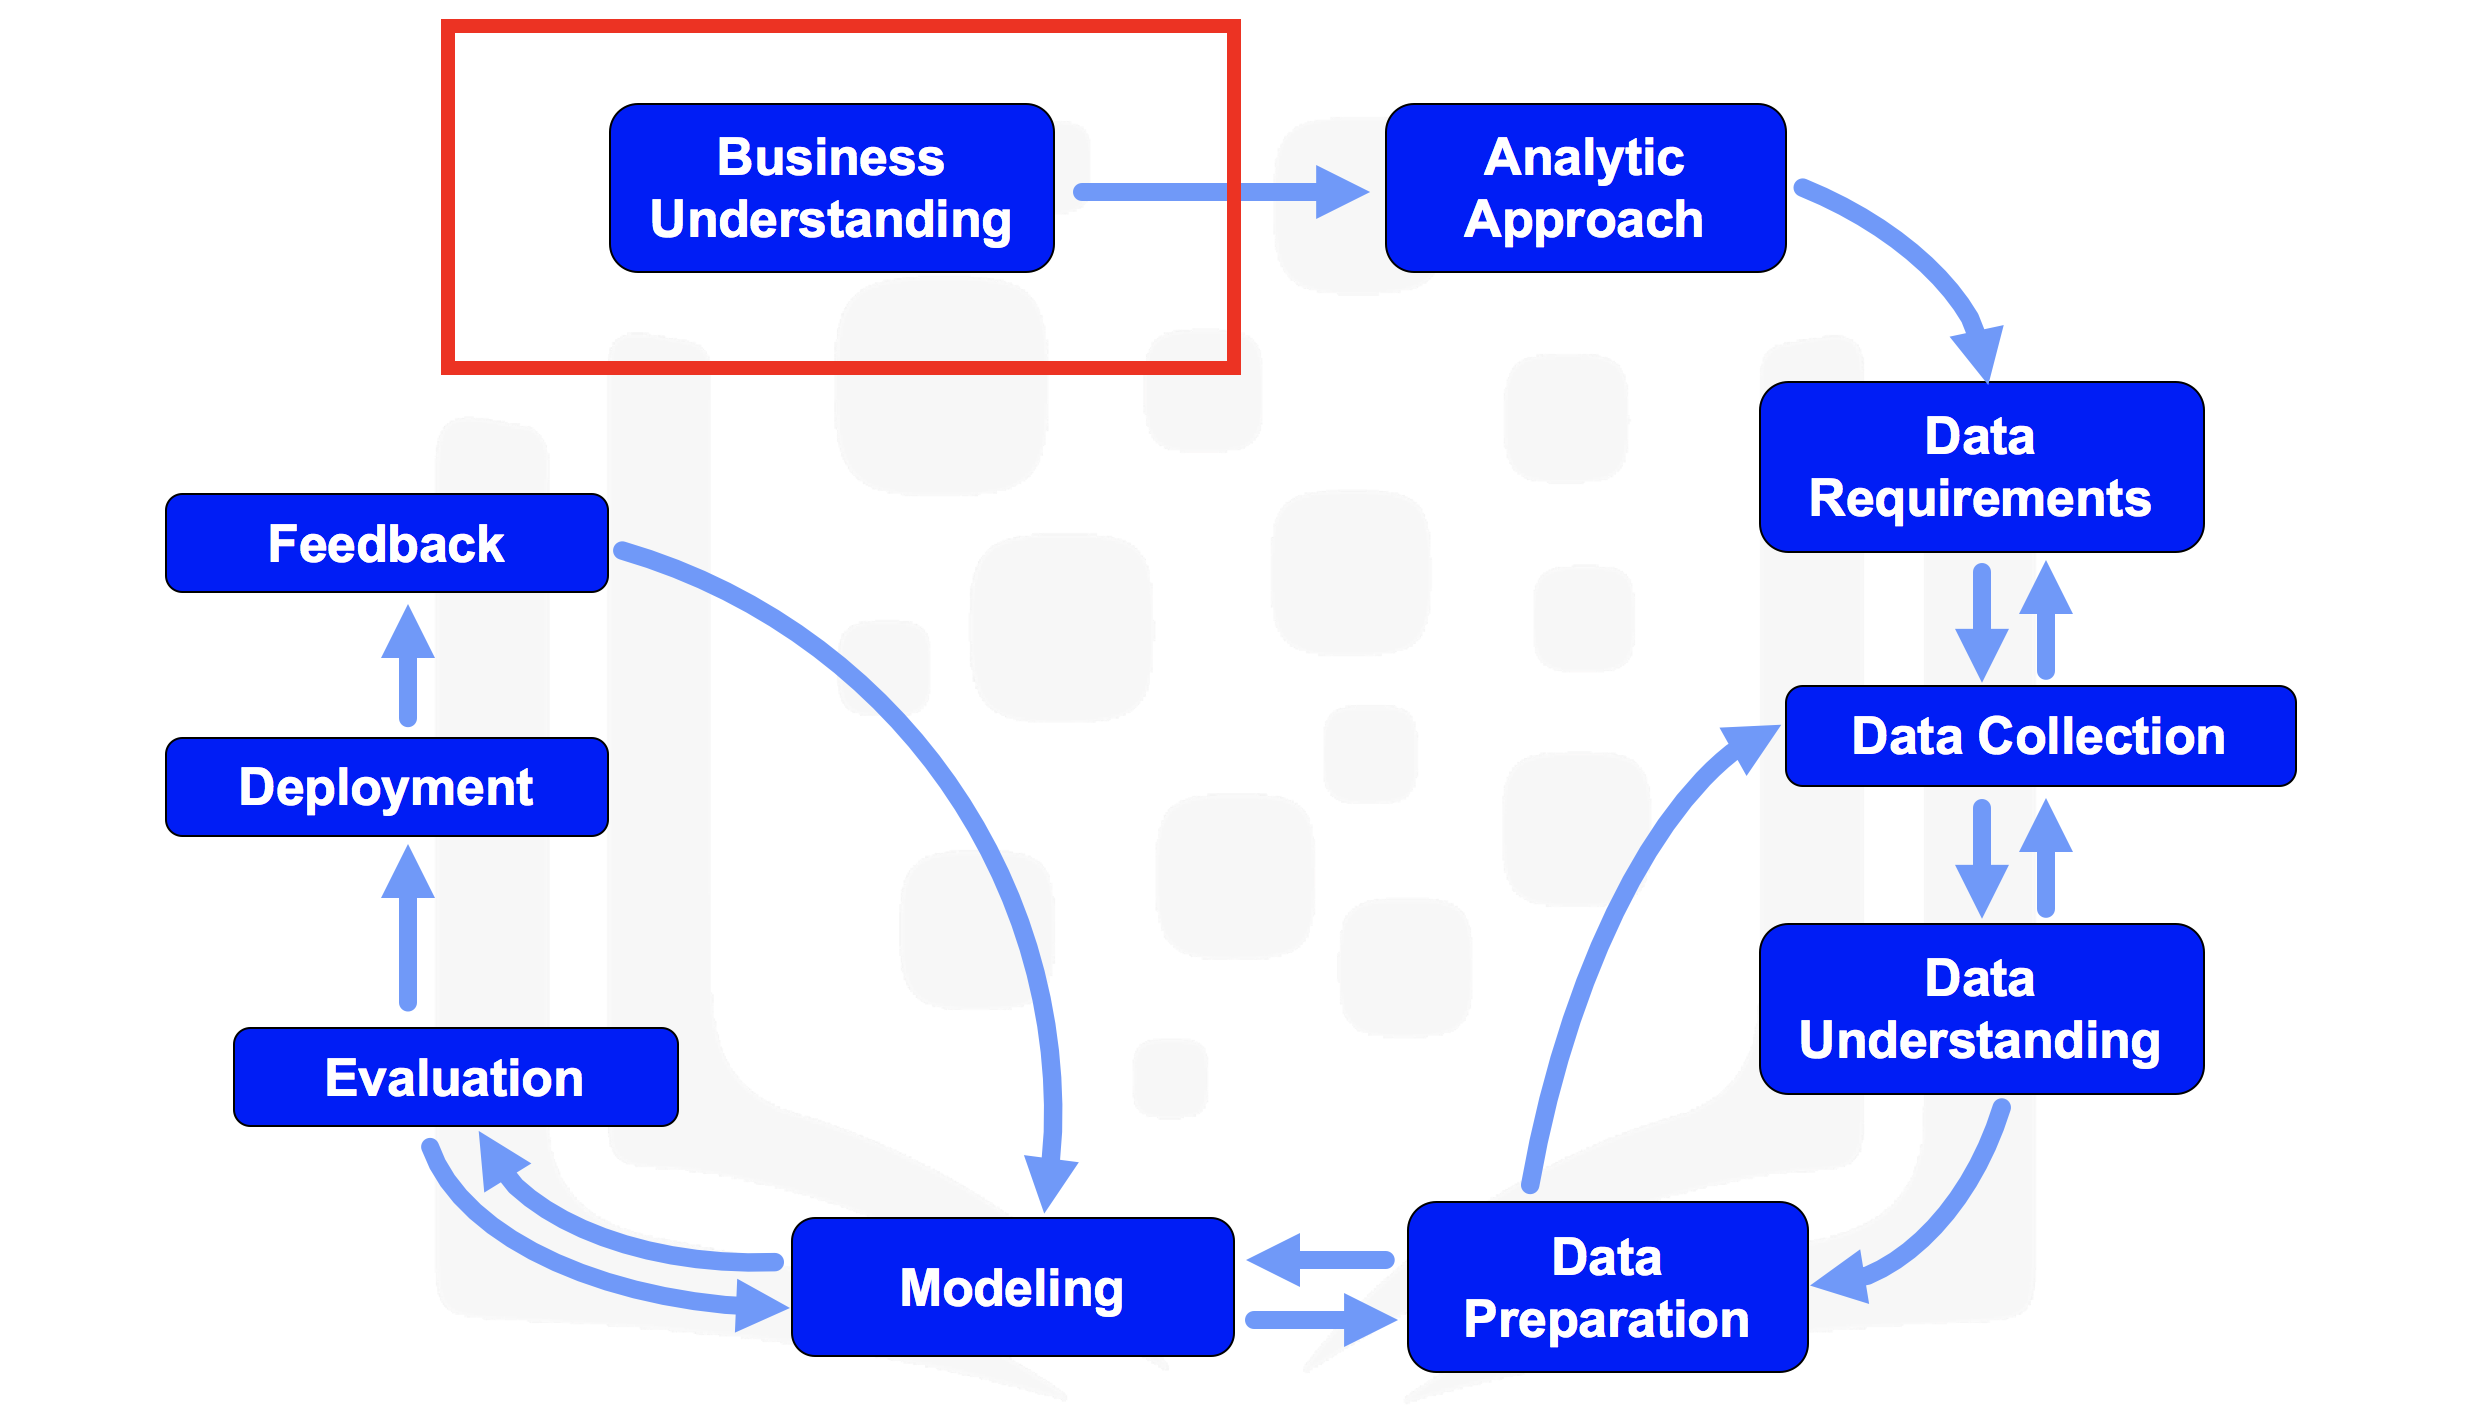 Business
Understanding
Analytic
Approach
Data
Requirements
Feedback
Data Collection
Deployment
Data
Understanding
Evaluation
Modeling
Data
Preparation